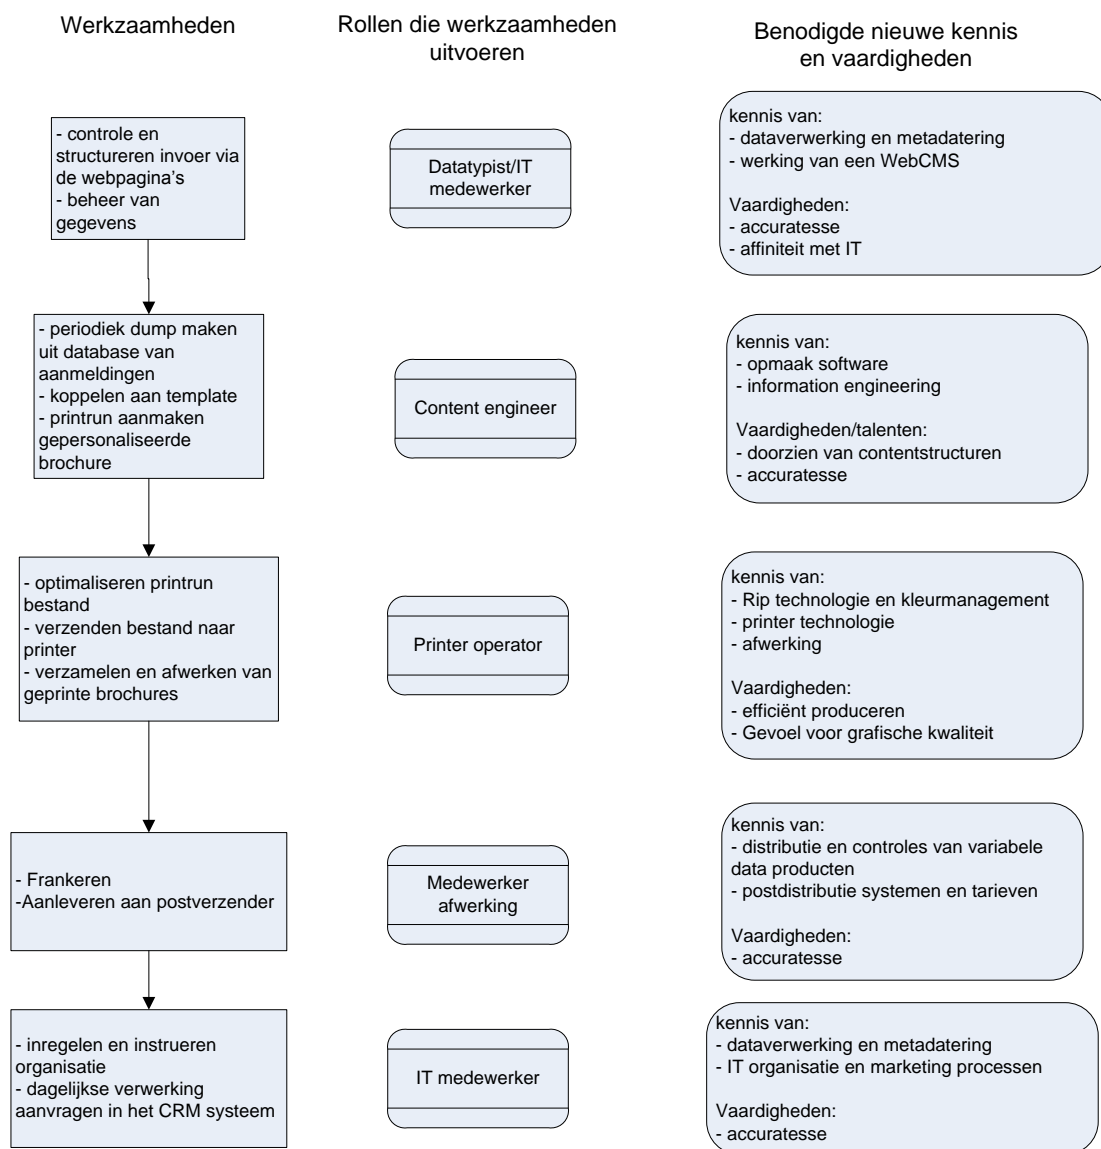 Werkzaamheden
Rollen die werkzaamheden
uitvoeren
Benodigde nieuwe kennis
en vaardigheden
- controle en
structureren invoer via
de webpagina's
- beheer van
gegevens
Datatypist/IT
medewerker
kennis van:
- dataverwerking en metadatering
- werking van een WebCMS
Vaardigheden:
- accuratesse
- affiniteit met IT
- periodiek dump maken
uit database van
aanmeldingen
- koppelen aan template
- printrun aanmaken
gepersonaliseerde
brochure
Content engineer
kennis van:
- opmaak software
- information engineering
Vaardigheden/talenten:
- doorzien van contentstructuren
- accuratesse
- optimaliseren printrun
bestand
- verzenden bestand naar
printer
- verzamelen en afwerken van
geprinte brochures
Printer operator
kennis van:
- Rip technologie en kleurmanagement
- printer technologie
- afwerking
Vaardigheden:
- efficiënt produceren
- Gevoel voor grafische kwaliteit
- Frankeren
-Aanleveren aan postverzender
Medewerker
afwerking
kennis van:
- distributie en controles van variabele
data producten
- postdistributie systemen en tarieven
Vaardigheden:
- accuratesse
- inregelen en instrueren
organisatie
- dagelijkse verwerking
aanvragen in het CRM systeem
IT medewerker
kennis van:
- dataverwerking en metadatering
- IT organisatie en marketing processen
Vaardigheden:
- accuratesse